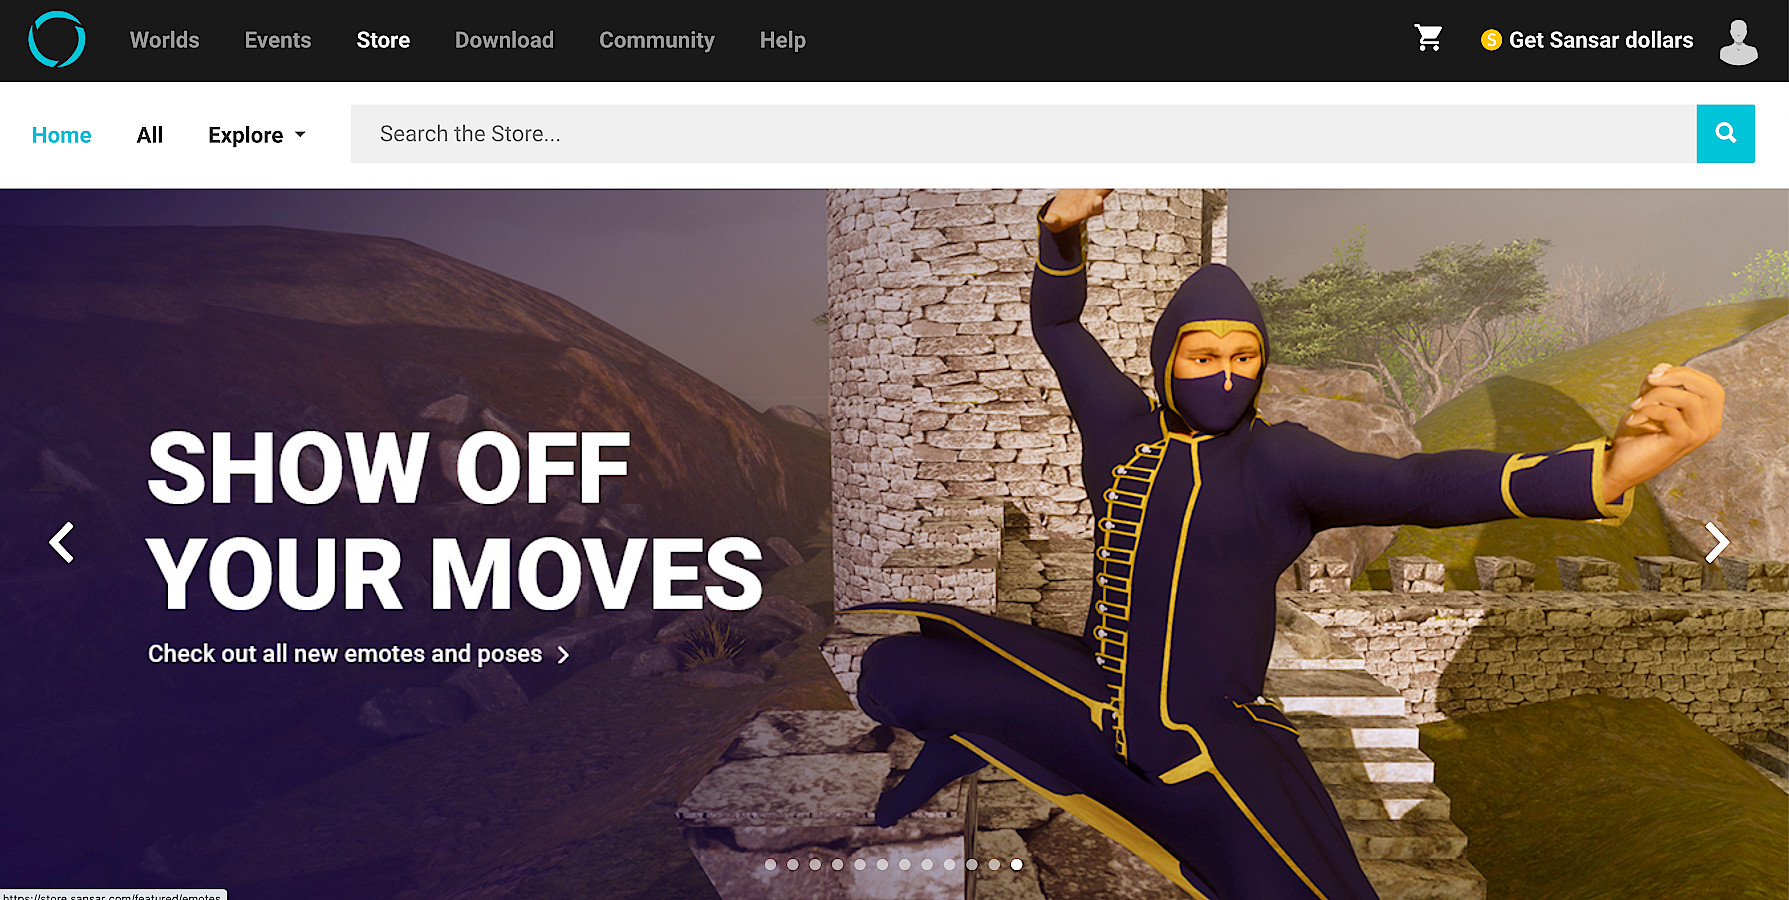 Worlds Events Store Download Community Help S Get Sansar dollars
Home All Explore Search the Store...
SHOW OFF
YOUR MOVES
Check out all new emotes and poses
https://store.sansar.com/featured/emotes